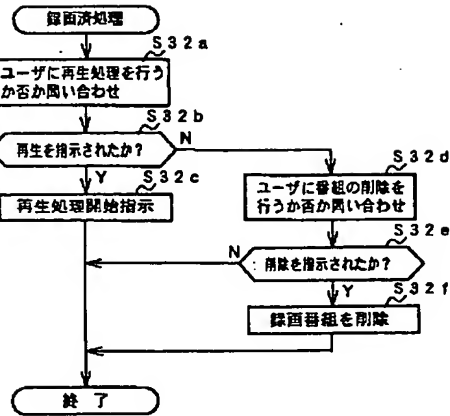 録画済処理
S32a
ユーザに再生処理を行う
か否か問い合わせ
S32b
再生を指示されたか?
N
Y
S32c
再生処理開始指示
S32d
ユーザに番組の削除を
行うか否か問い合わせ
S32e
N
削除を指示されたか?
Y
S32f
録画番組を削除
終了